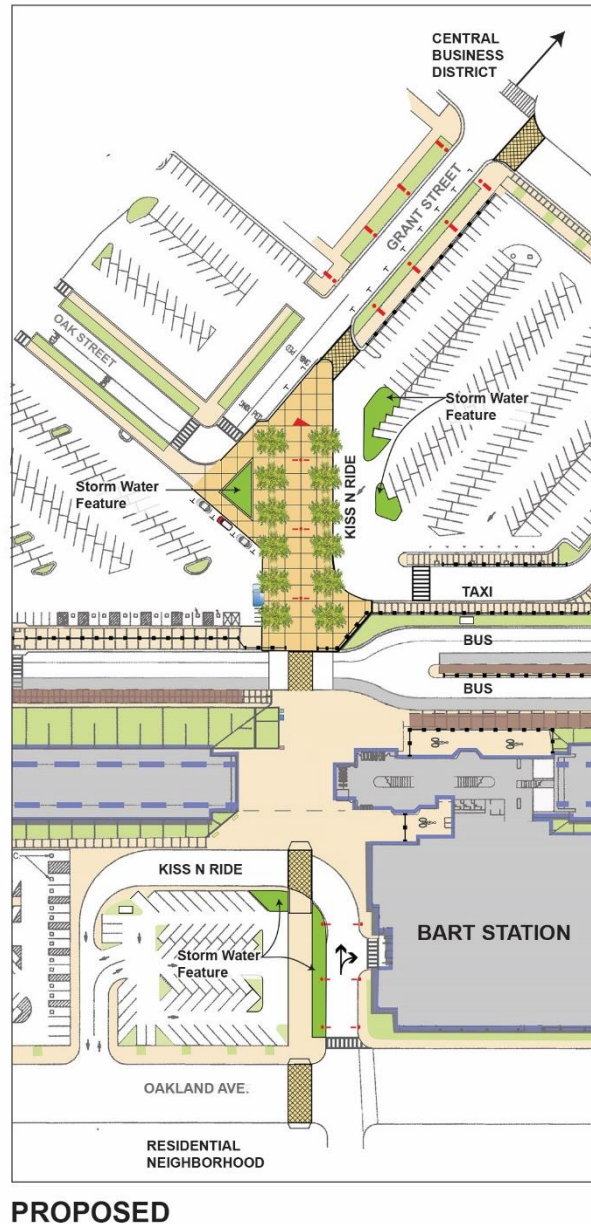 CENTRAL
BUSINESS
DISTRICT
GRANT STREET
OAK STREET
Storm Water
Feature
Storm Water
Feature
KISS N RIDE
TAXI
BUS
BUS
KISS N RIDE
BART STATION
Storm Water
Feature
OAKLAND AVE.
RESIDENTIAL
NEIGHBORHOOD
PROPOSED